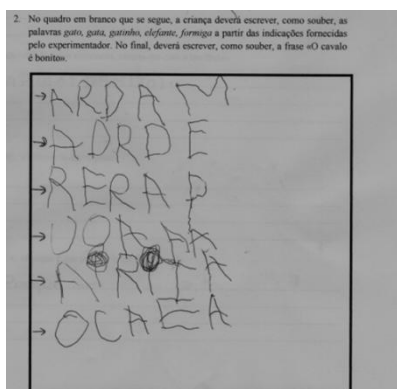 2. No quadro em branco que se segue, a criança deverá escrever, como souber, as
palavras gato, gata, gatinho, elefante, formiga a partir das indicações fornecidas
pelo experimentador. No final, deverá escrever, como souber, a frase «O cavalo
é bonito».
→ ARDAM
→ ADRDE
→ RERAP
→ UOAAA
→ ARITA
→ OCAEA